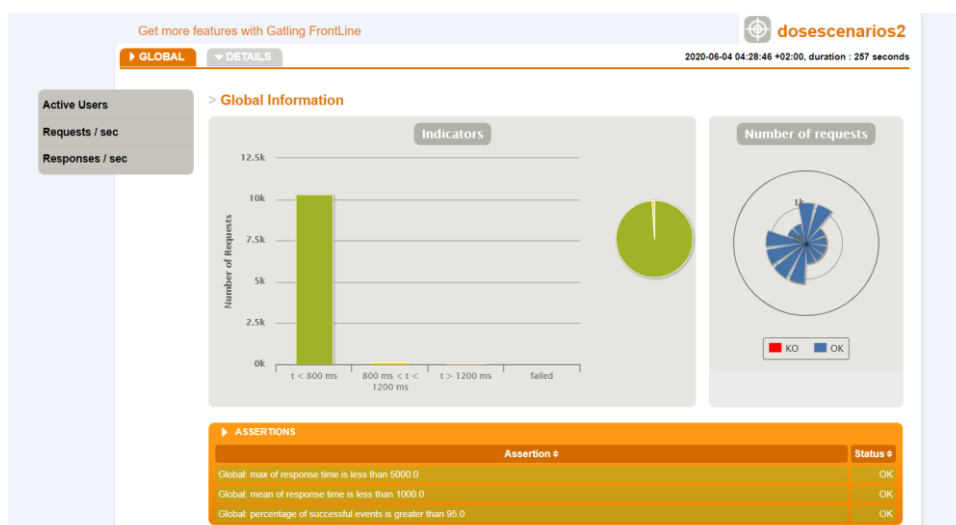 Get more features with Gatling FrontLine
dosescenarios2
GLOBAL
DETAILS
2020-06-04 04:28:46 +02:00, duration : 257 seconds
Active Users
Requests / sec
Responses / sec
> Global Information
Indicators
Number of Requests
12.5k
10k
7.5k
5k
2.5k
0k
t < 800 ms
800 ms < t <
1200 ms
t > 1200 ms
failed
Number of requests
1k
KO
OK
ASSERTIONS
Assertion
Status
Global: max of response time is less than 5000.0
OK
Global: mean of response time is less than 1000.0
OK
Global: percentage of successful events is greater than 95.0
OK